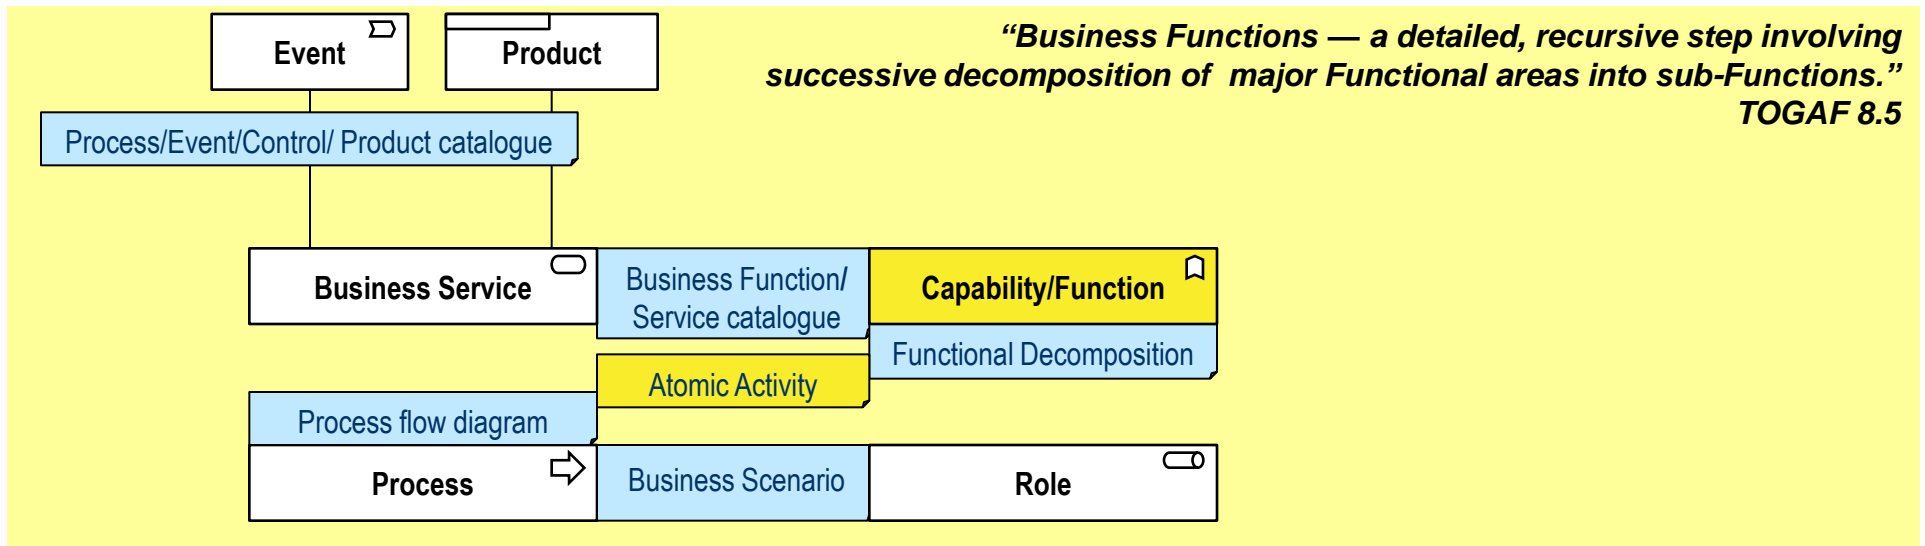 “Business Functions — a detailed, recursive step involving
successive decomposition of major Functional areas into sub-Functions.”
TOGAF 8.5
Event
Product
Process/Event/Control/ Product catalogue
Business Service
Business Function/
Service catalogue
Capability/Function
Functional Decomposition
Atomic Activity
Process flow diagram
Process
Business Scenario
Role